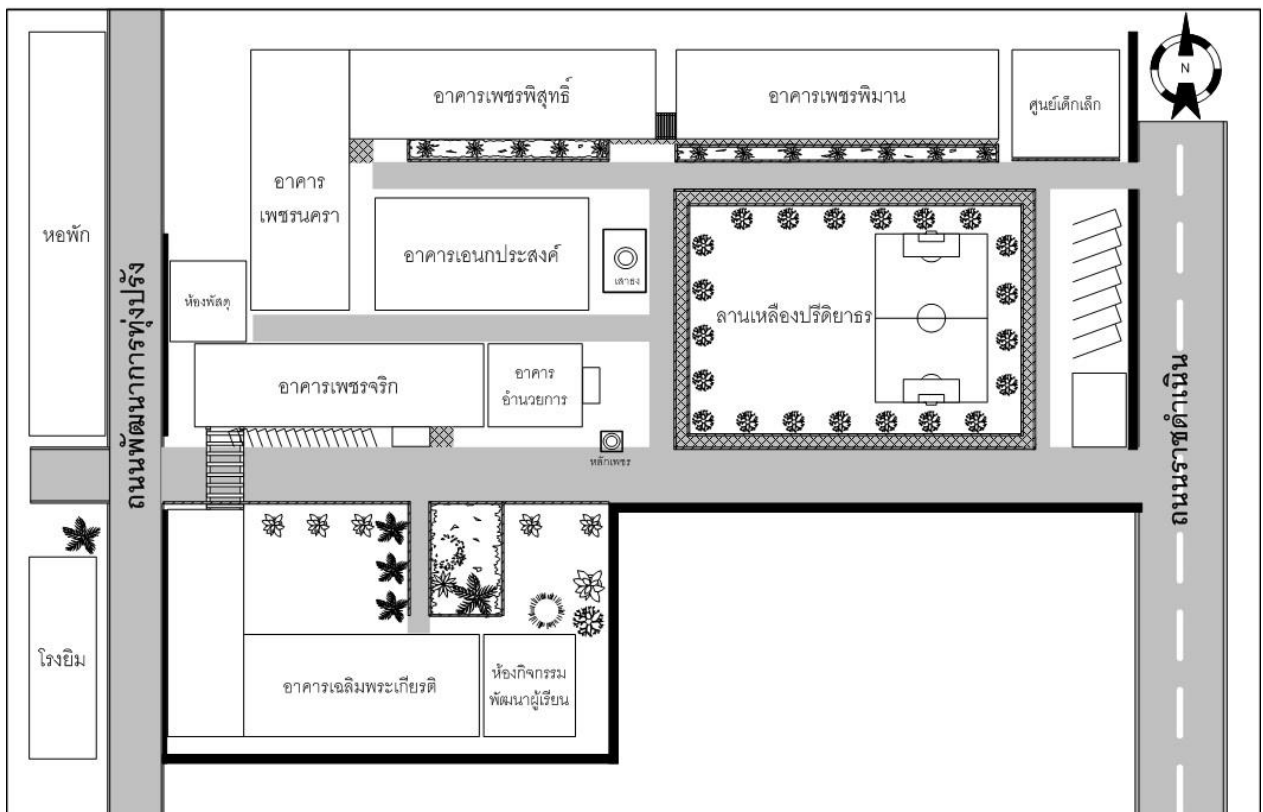 N
อาคารเพชรพิสุทธิ์
อาคารเพชรพิมาน
ศูนย์เด็กเล็ก
อาคาร
เพชรนครา
หอพัก
อาคารเอนกประสงค์
เสาธง
ห้องพัสดุ
ลานเหลืองปรีดิยาธร
ถนนพัฒนาการทุ่งปรัง
อาคารเพชรจริก
อาคาร
อำนวยการ
หลักเพชร
ถนนราชดำเนิน
โรงยิม
อาคารเฉลิมพระเกียรติ
ห้องกิจกรรม
พัฒนาผู้เรียน